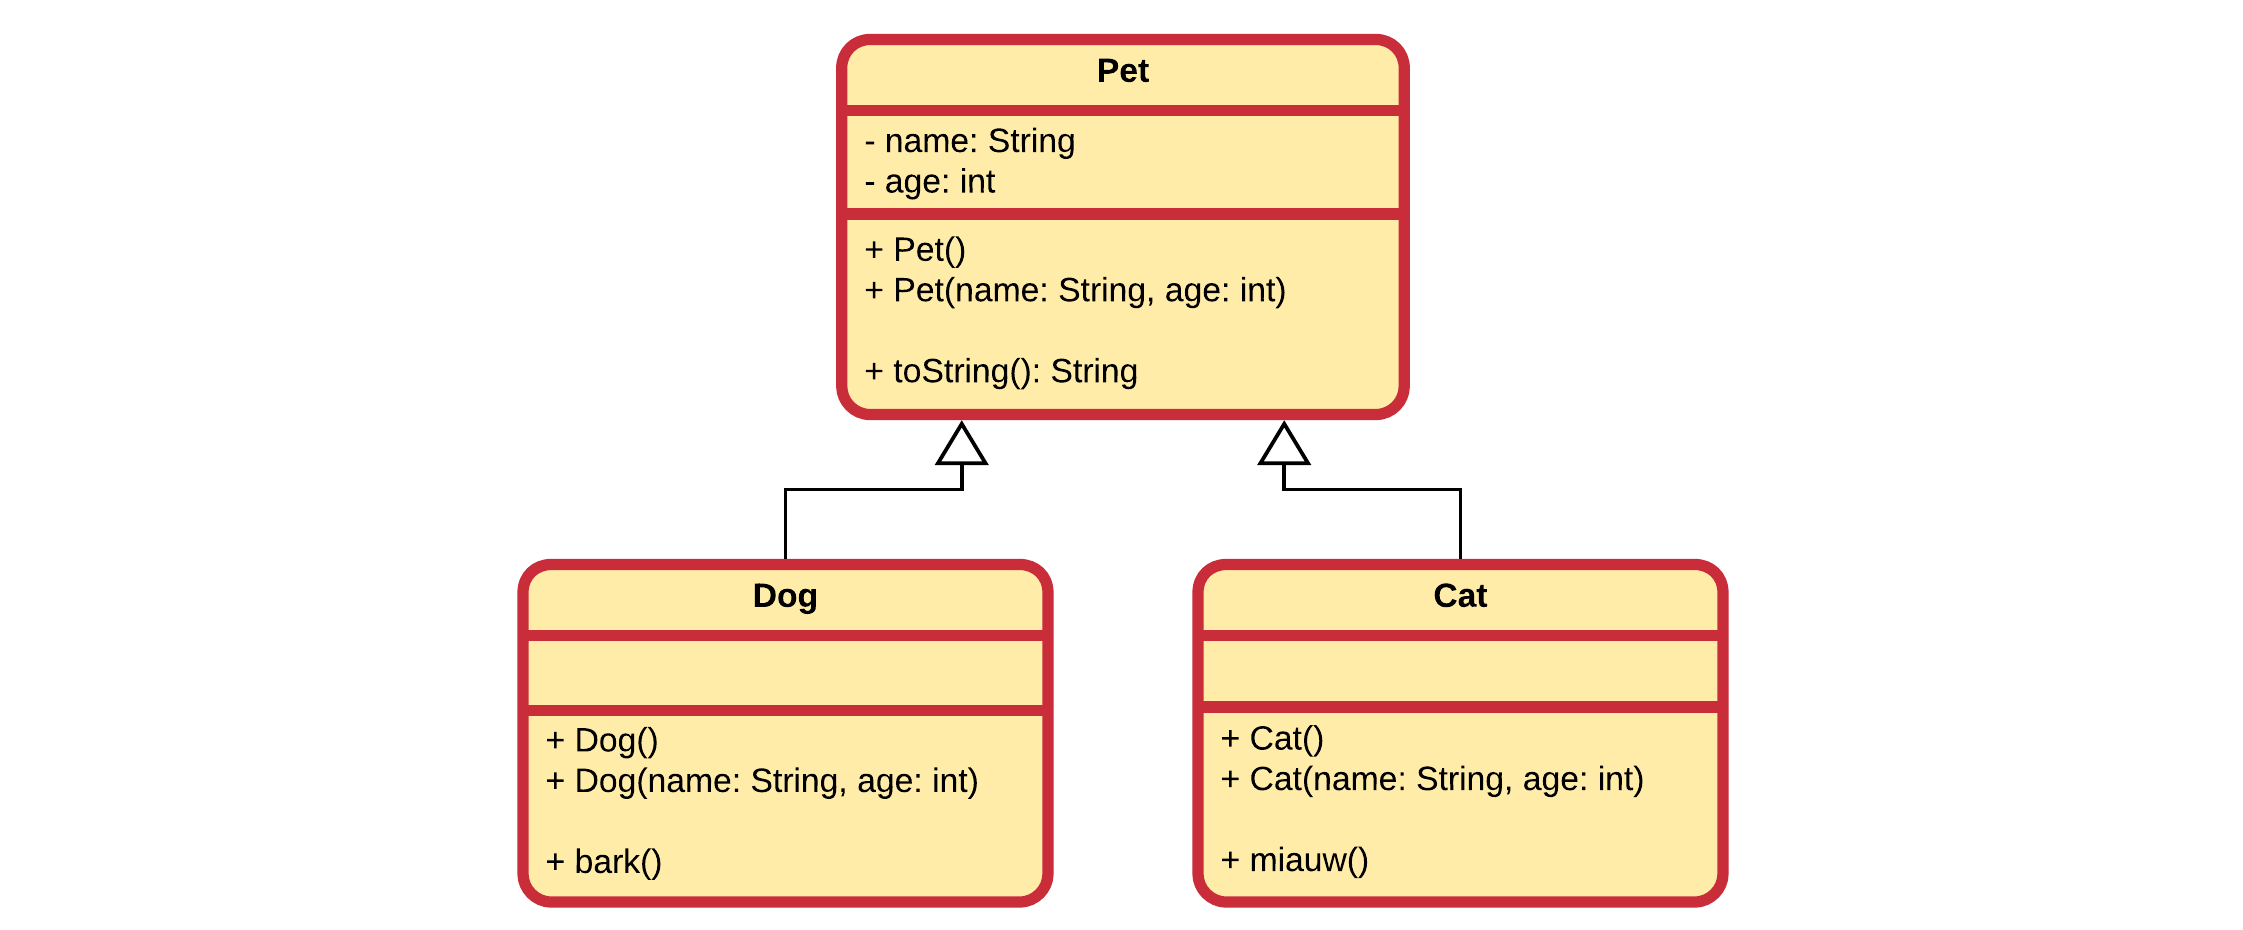 Pet
- name: String
- age: int
+ Pet()
+ Pet(name: String, age: int)
+ toString(): String
Dog
+ Dog()
+ Dog(name: String, age: int)
+ bark()
Cat
+ Cat()
+ Cat(name: String, age: int)
+ miauw()